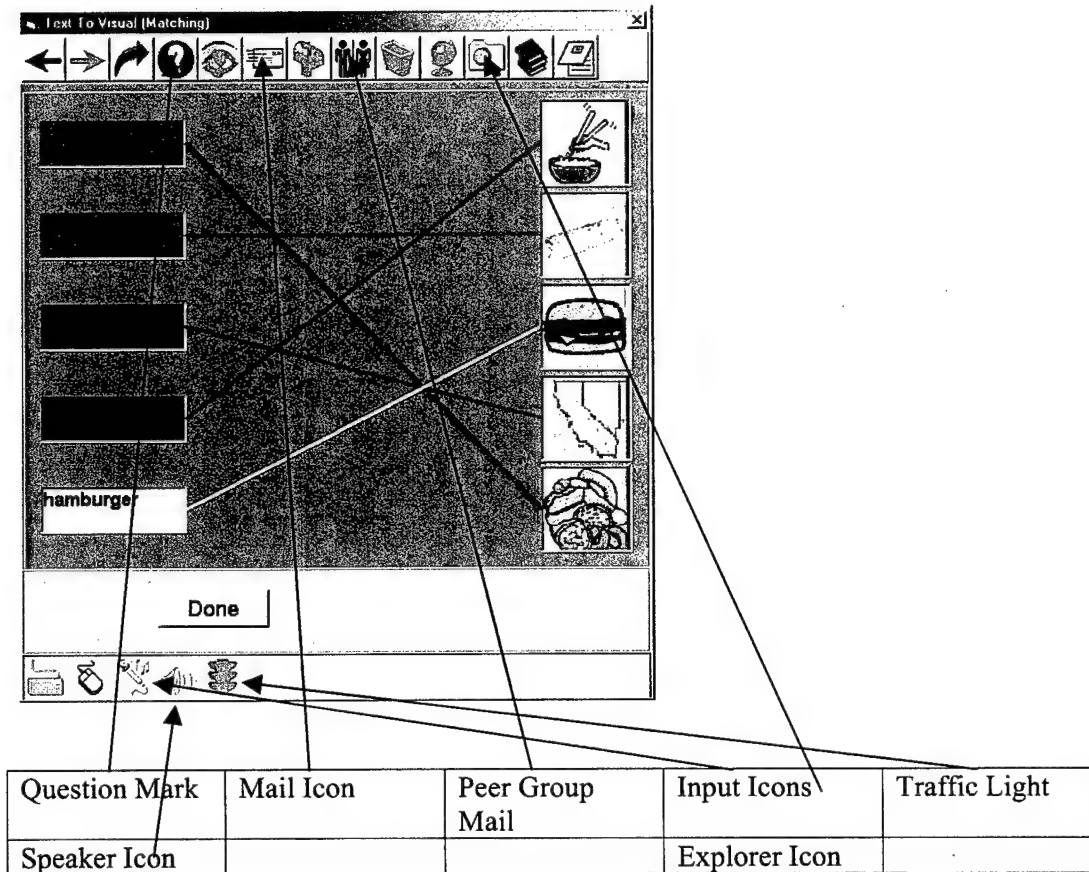 Text To Visual (Matching)
hamburger
Done
Question Mark
Mail Icon
Peer Group
Mail
Input Icons
Traffic Light
Speaker Icon
Explorer Icon